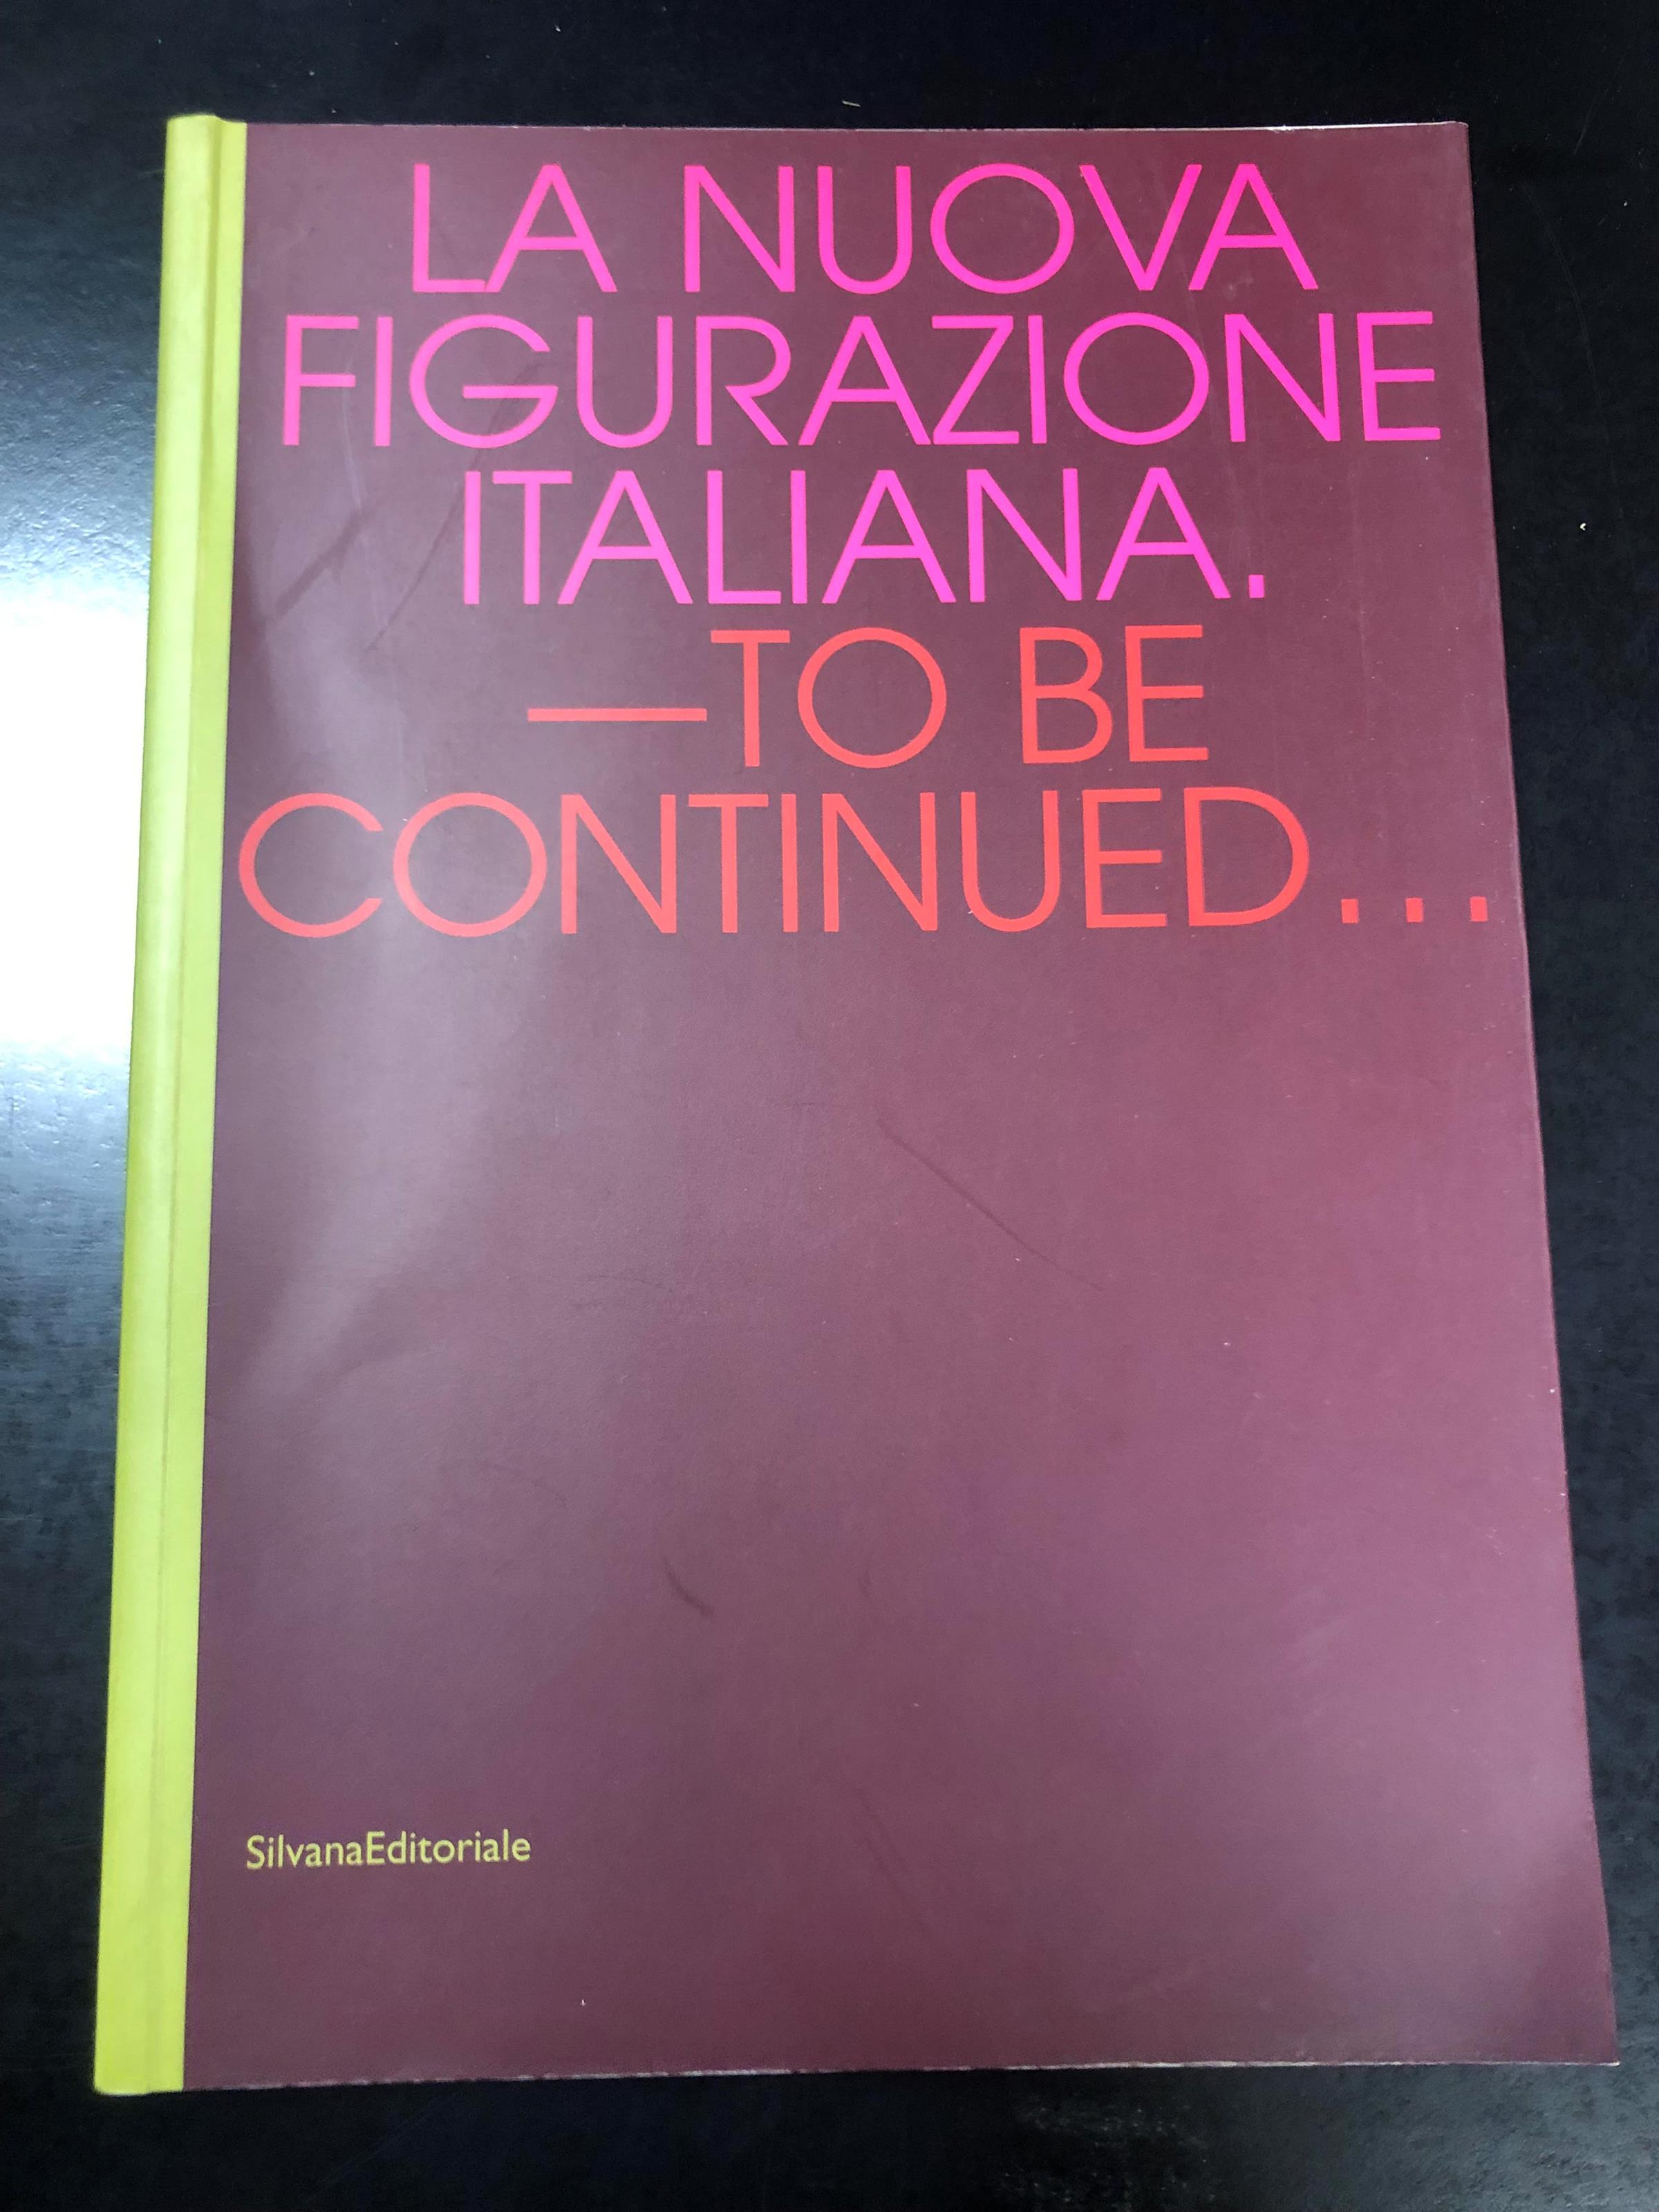 LA NUOVA
FIGURAZIONE
ITALIANA.
—TO BE
CONTINUED...
SilvanaEditoriale